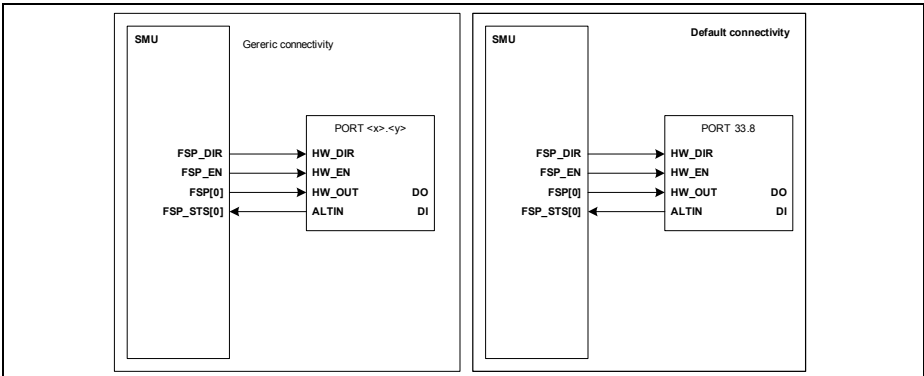 SMU
Gereric connectivity
PORT <x>.<y>
FSP_DIR HW_DIR
FSP_EN HW_EN
FSP[0] HW_OUT DO
FSP_STS[0] ALTIN DI
SMU
Default connectivity
PORT 33.8
FSP_DIR HW_DIR
FSP_EN HW_EN
FSP[0] HW_OUT DO
FSP_STS[0] ALTIN DI